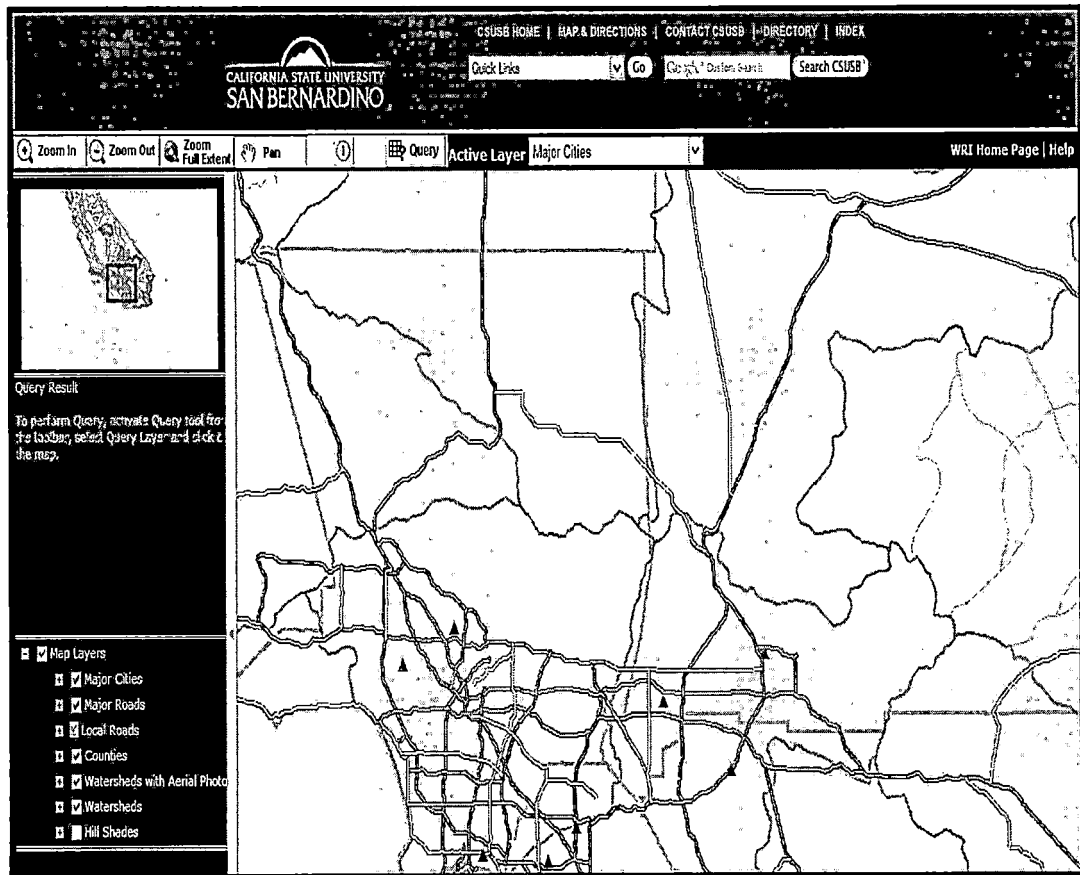 CSUSB HOME | MAP & DIRECTIONS | CONTACT CSUSB | DIRECTORY | INDEX
CALIFORNIA STATE UNIVERSITY
SAN BERNARDINO
Quick Links Go Google Custom Search Search CSUSB
Zoom In Zoom Out Zoom Full Extent Pan Query Active Layer Major Cities WRI Home Page | Help
Query Result
To perform Query, activate Query tool from
the toolbar, select Query Layer and click
the map.
Map Layers
Major Cities
Major Roads
Local Roads
Counties
Watersheds with Aerial Photo
Watersheds
Hill Shades